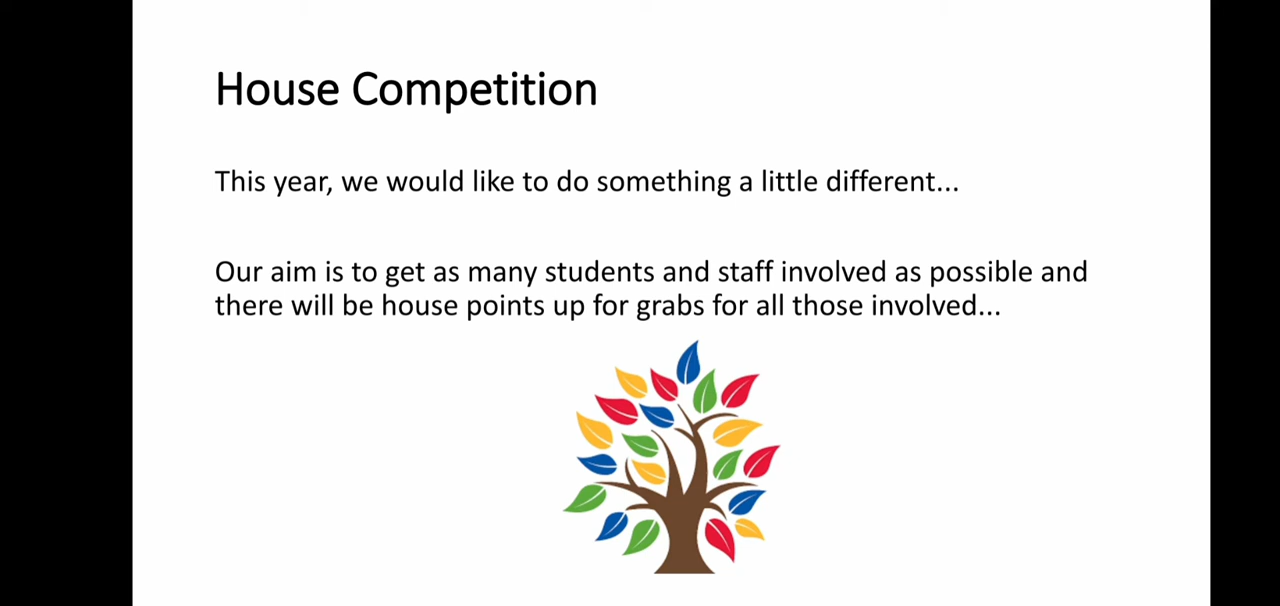 House Competition
This year, we would like to do something a little different...
Our aim is to get as many students and staff involved as possible and
there will be house points up for grabs for all those involved...